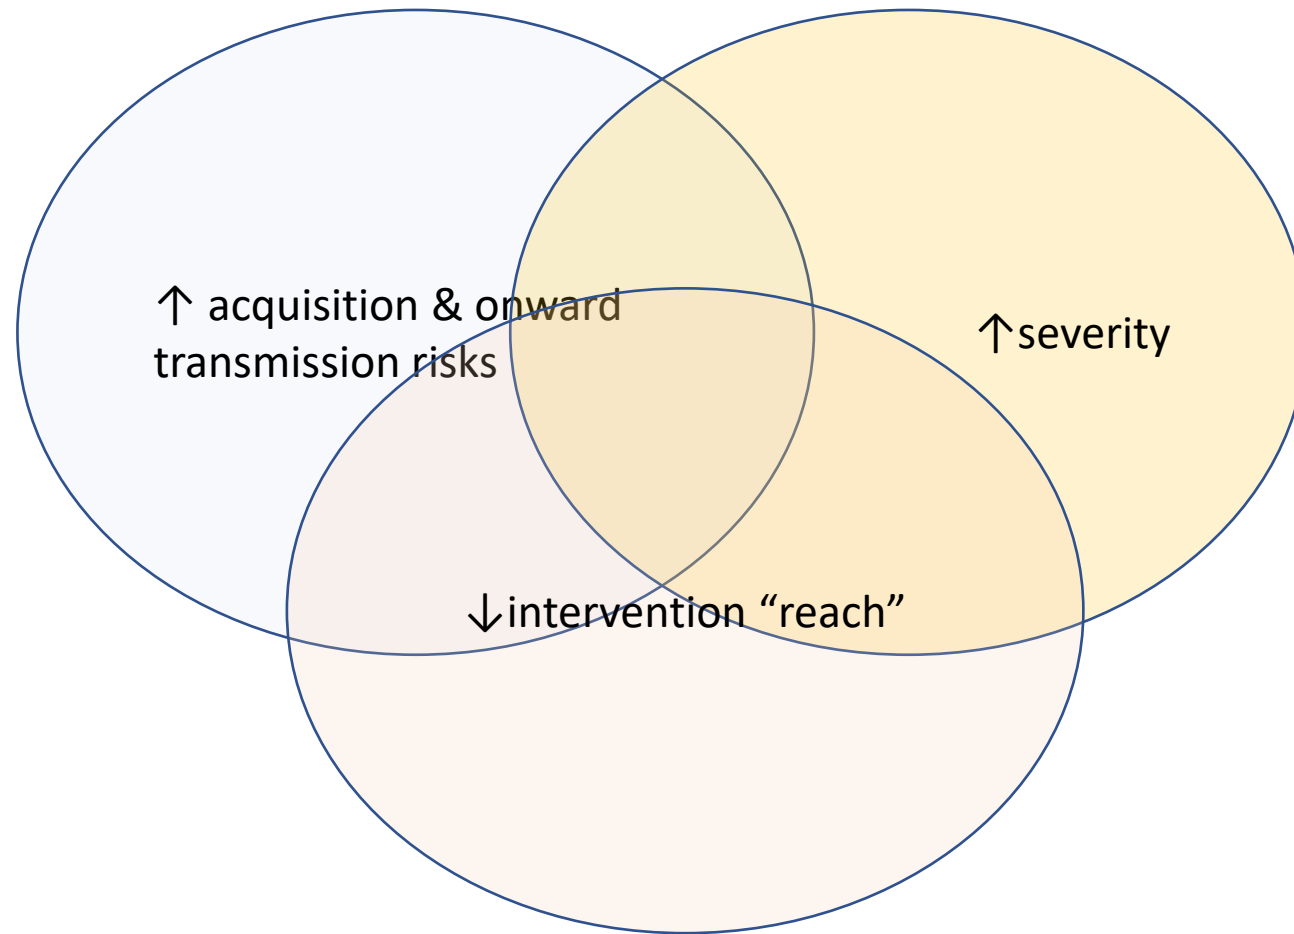 ↑ acquisition & onward
transmission risks
↑severity
↓intervention “reach”